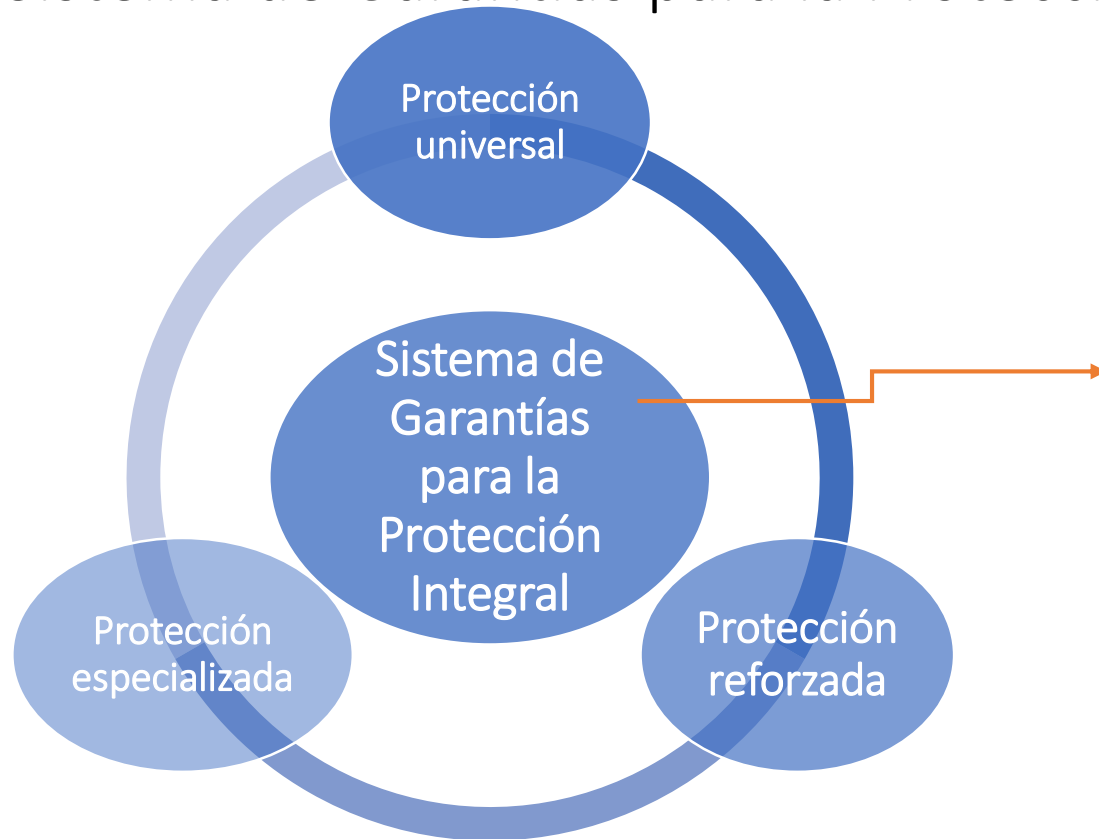 Protección
universal
Sistema de
Garantías
para la
Protección
Integral
Protección
especializada
Protección
reforzada